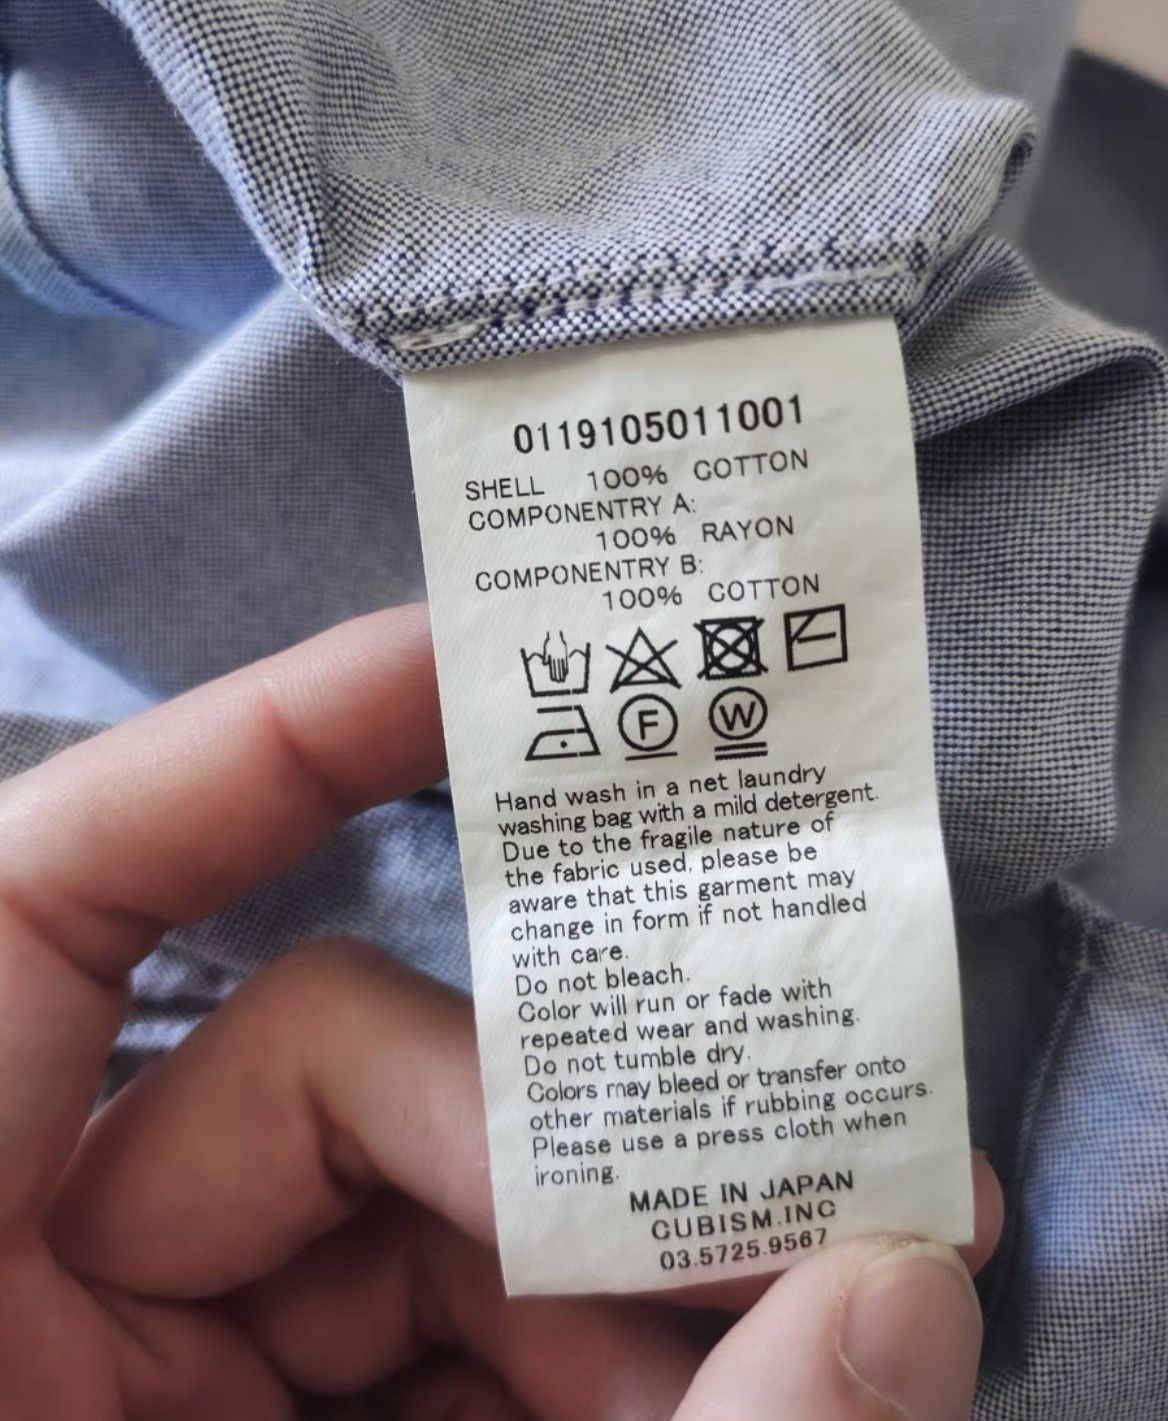 0119105011001
SHELL 100% COTTON
COMPONENTRY A:
100% RAYON
COMPONENTRY B:
100% COTTON
F W
Hand wash in a net laundry
washing bag with a mild detergent.
Due to the fragile nature of
the fabric used, please be
aware that this garment may
change in form if not handled
with care.
Do not bleach.
Color will run or fade with
repeated wear and washing.
Do not tumble dry.
Colors may bleed or transfer onto
other materials if rubbing occurs.
Please use a press cloth when
ironing.
MADE IN JAPAN
CUBISM.INC
03.5725.9567